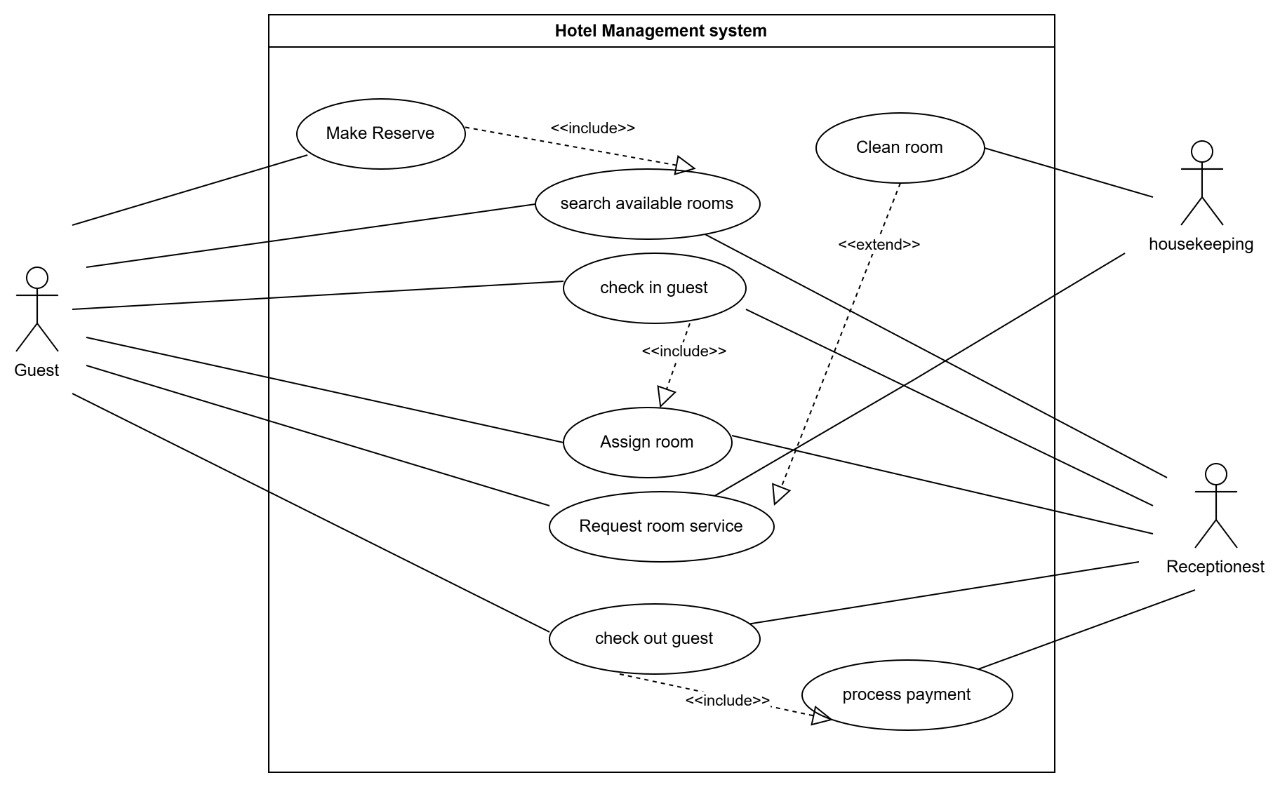 Hotel Management system
Make Reserve
<<include>>
Clean room
search available rooms
<<extend>>
housekeeping
check in guest
<<include>>
Guest
Assign room
Request room service
Receptionest
check out guest
<<include>>
process payment